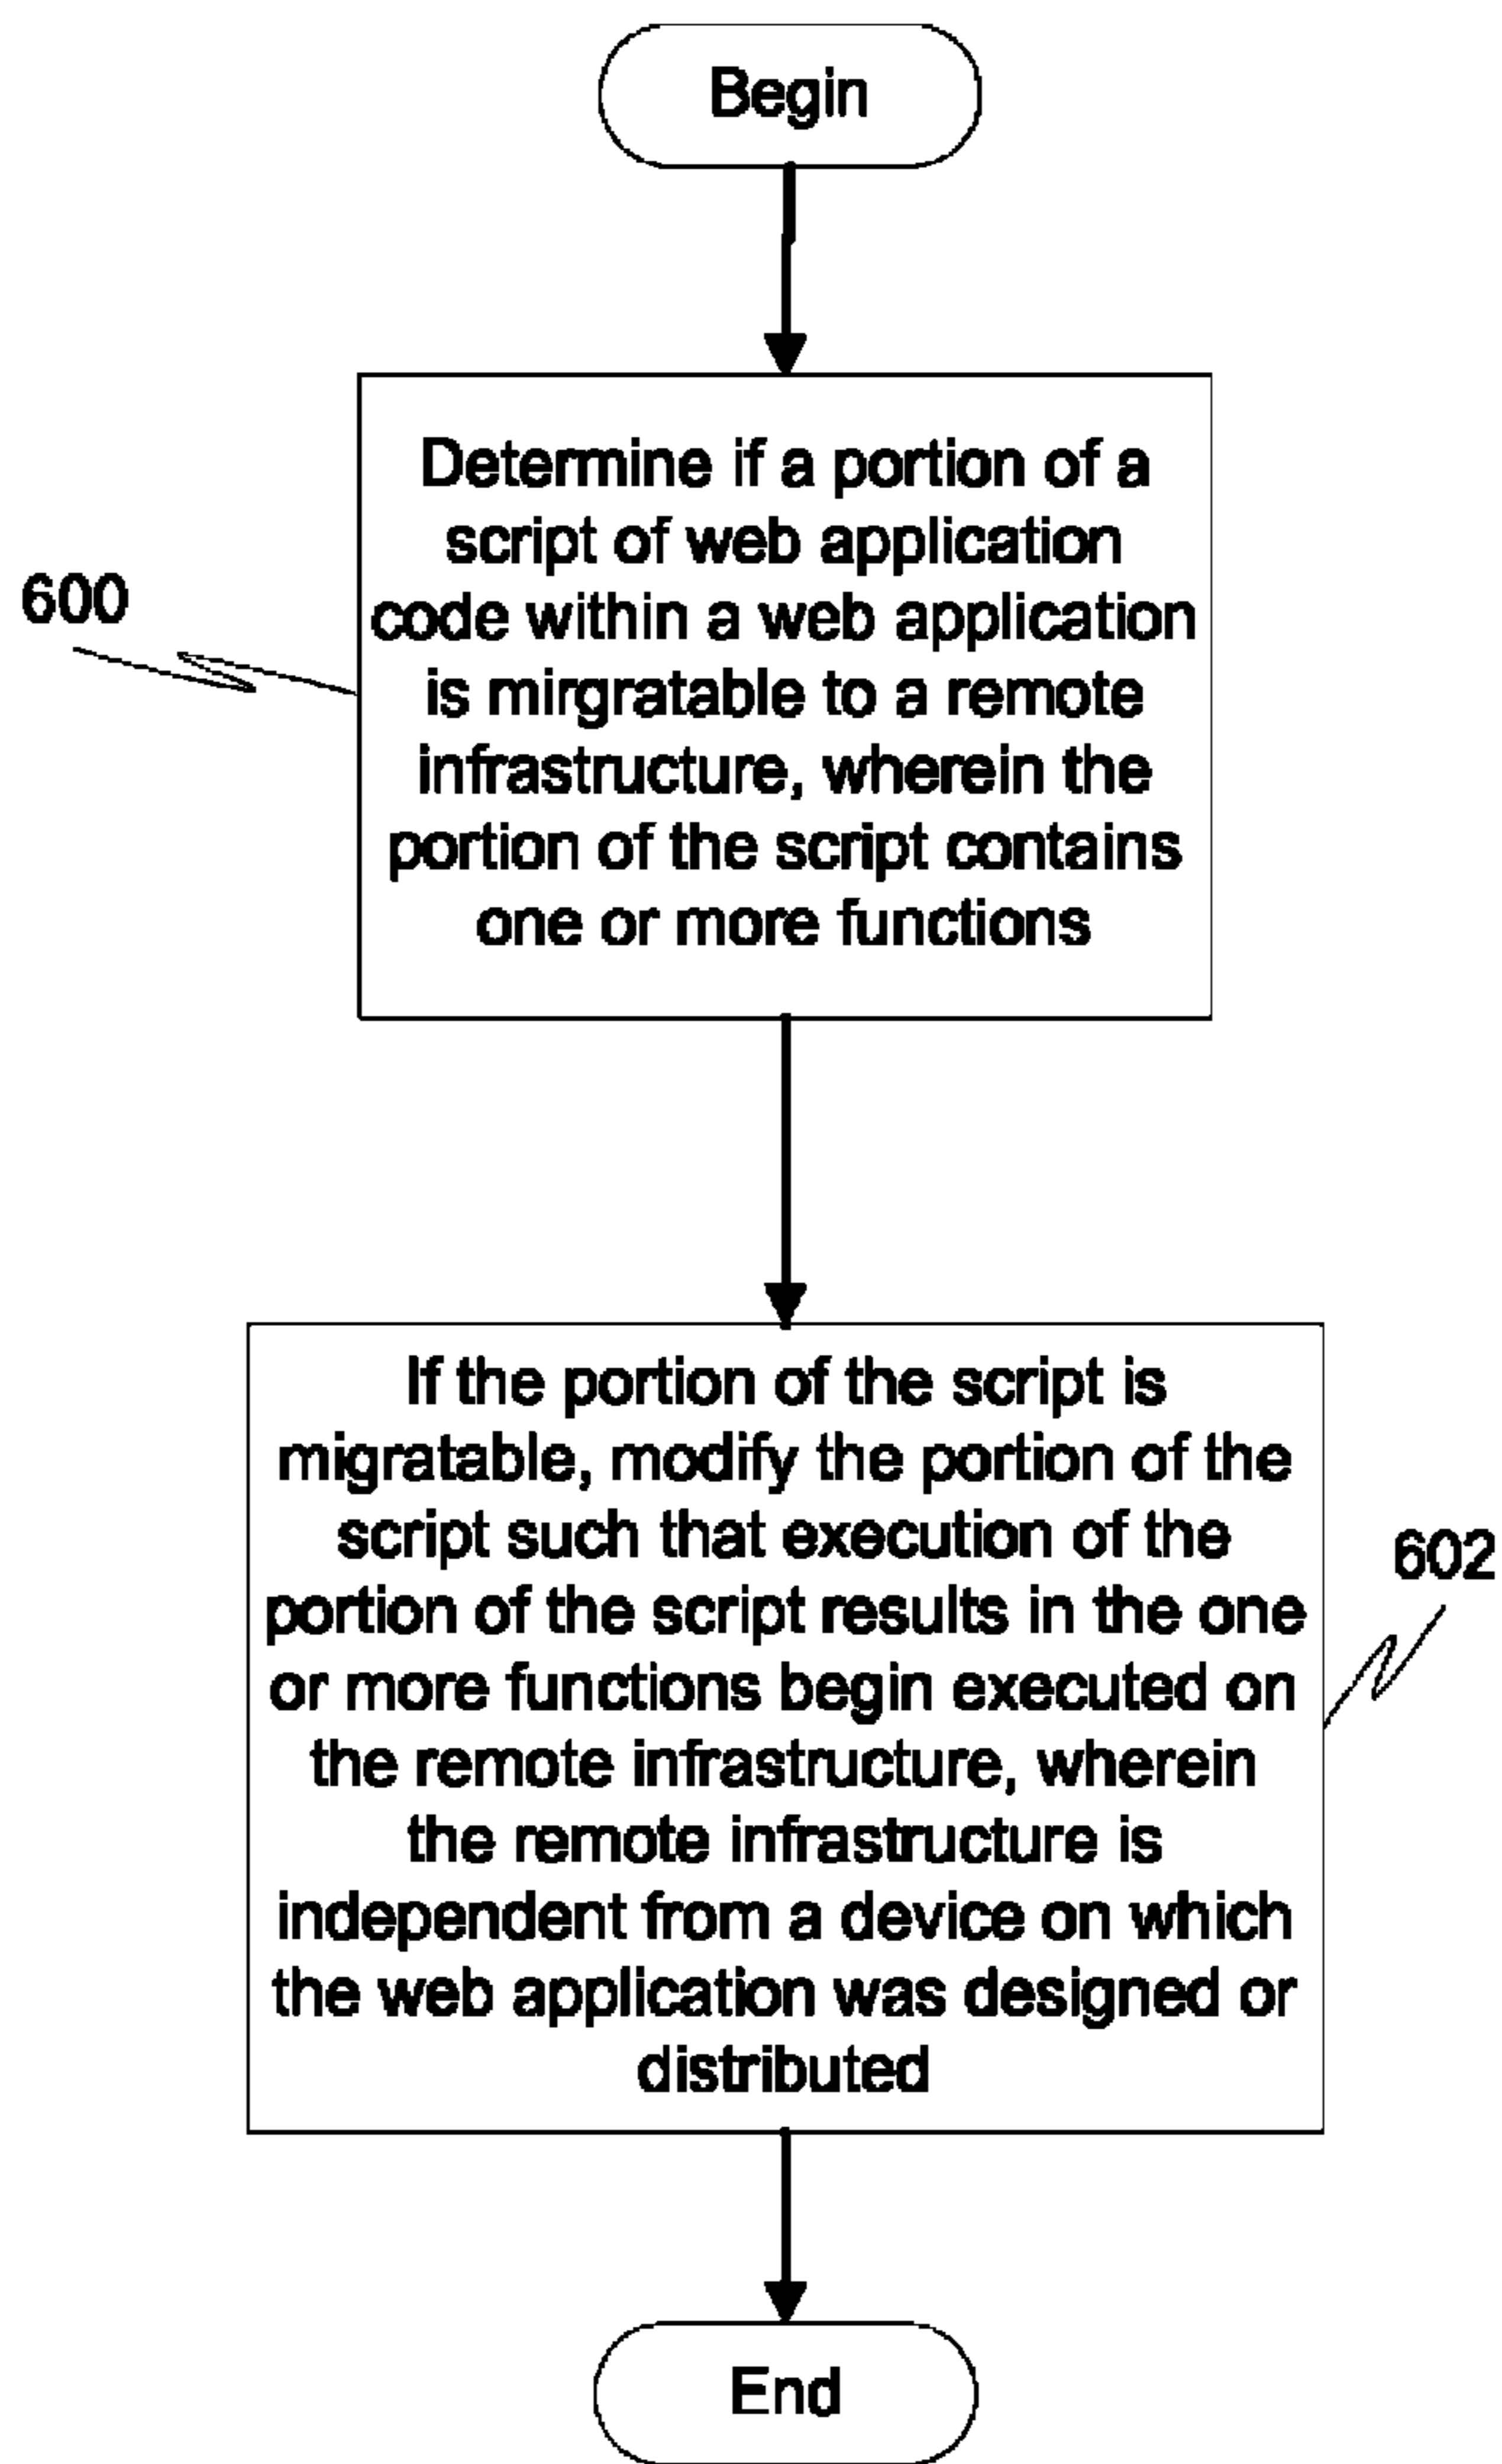 Begin
Determine if a portion of a
script of web application
code within a web application
is mirgratable to a remote
infrastructure, wherein the
portion of the script contains
one or more functions
600
If the portion of the script is
migratable, modify the portion of the
script such that execution of the
portion of the script results in the one
or more functions begin executed on
the remote infrastructure, wherein
the remote infrastructure is
independent from a device on which
the web application was designed or
distributed
602
End